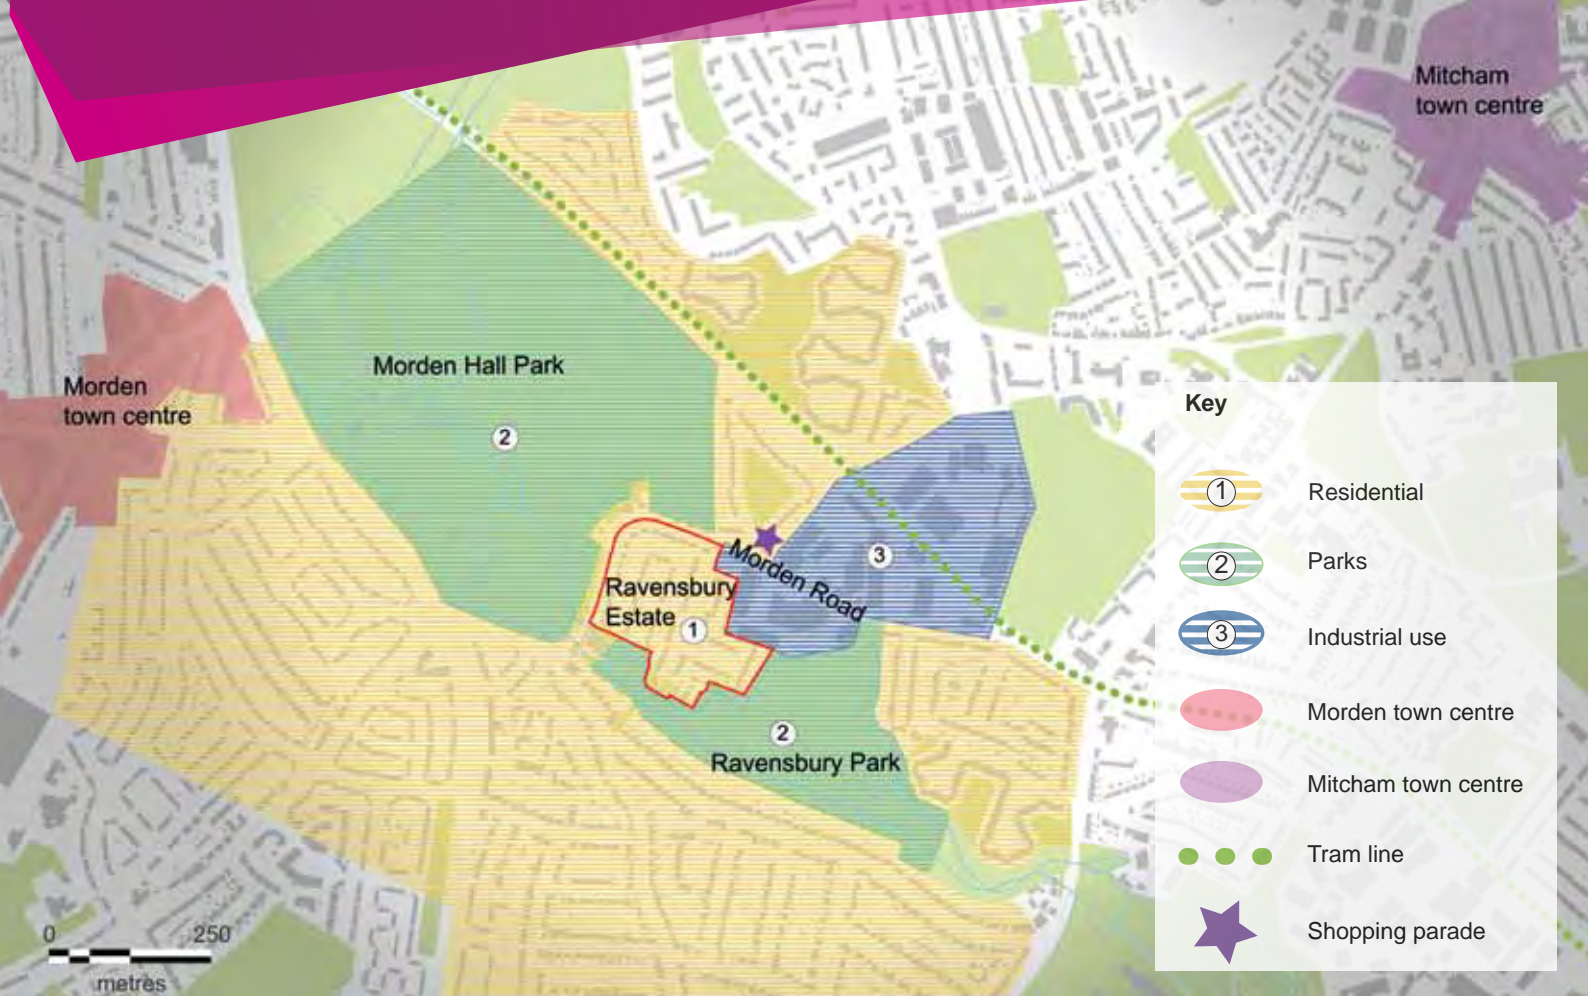 Mitcham
town centre
Morden Hall Park
Morden
town centre
2
Morden Road
3
Ravensbury
Estate
1
2
Ravensbury Park
0 250
metres
Key
1 Residential
2 Parks
3 Industrial use
Morden town centre
Mitcham town centre
Tram line
Shopping parade